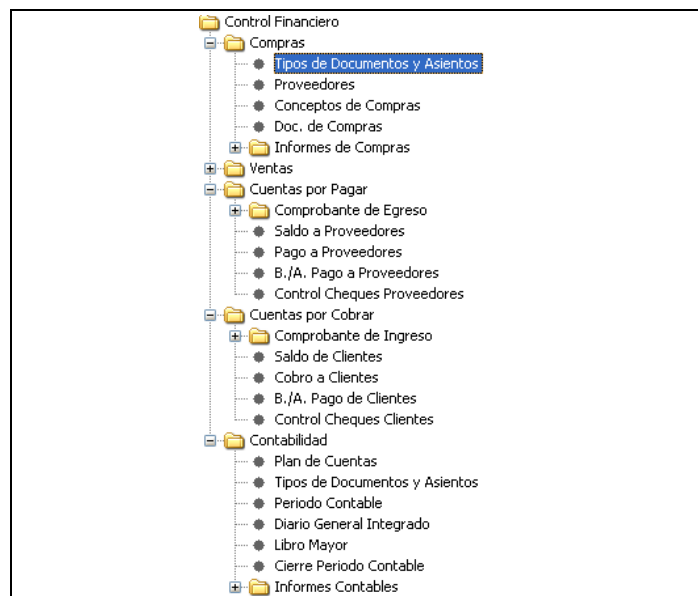 Control Financiero
Compras
Tipos de Documentos y Asientos
Proveedores
Conceptos de Compras
Doc. de Compras
Informes de Compras
Ventas
Cuentas por Pagar
Comprobante de Egreso
Saldo a Proveedores
Pago a Proveedores
B./A. Pago a Proveedores
Control Cheques Proveedores
Cuentas por Cobrar
Comprobante de Ingreso
Saldo de Clientes
Cobro a Clientes
B./A. Pago de Clientes
Control Cheques Clientes
Contabilidad
Plan de Cuentas
Tipos de Documentos y Asientos
Periodo Contable
Diario General Integrado
Libro Mayor
Cierre Periodo Contable
Informes Contables